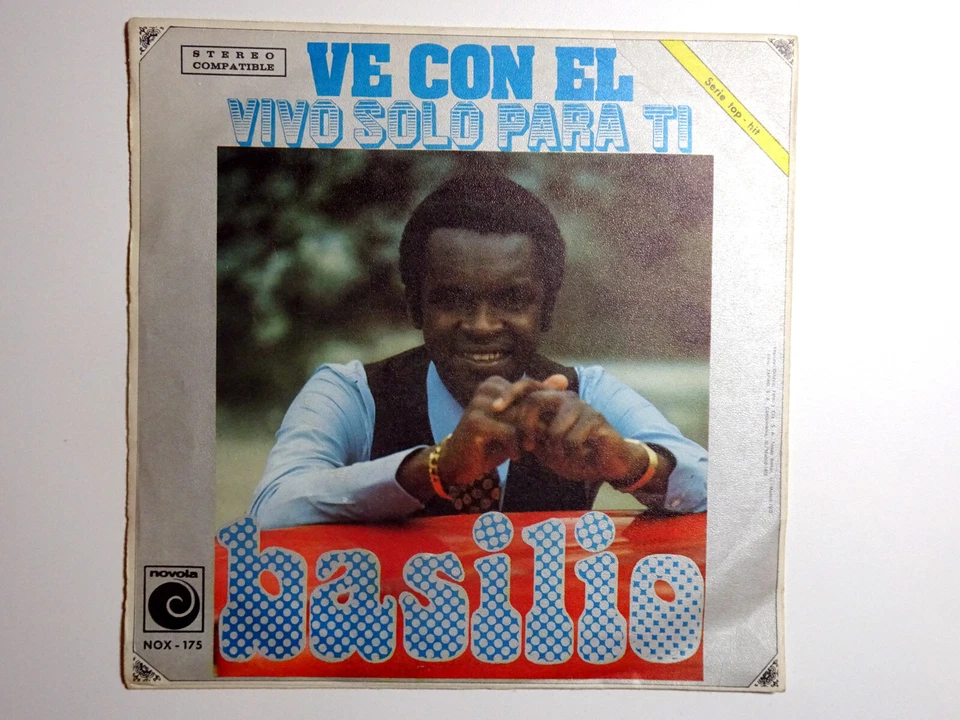 STEREO
COMPATIBLE
VE CON EL
VIVO SOLO PARA TI
Serie top - hit
basilio
novola
NOX - 175